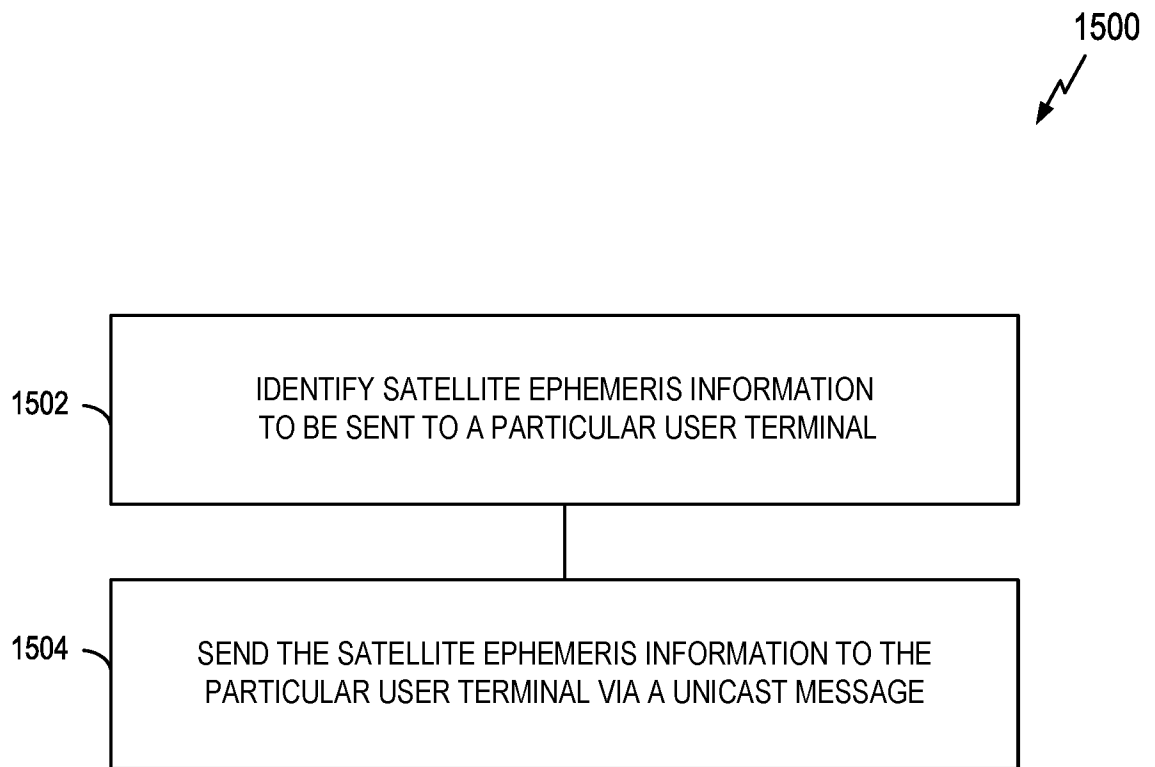 1500
1502
IDENTIFY SATELLITE EPHEMERIS INFORMATION
TO BE SENT TO A PARTICULAR USER TERMINAL
1504
SEND THE SATELLITE EPHEMERIS INFORMATION TO THE
PARTICULAR USER TERMINAL VIA A UNICAST MESSAGE